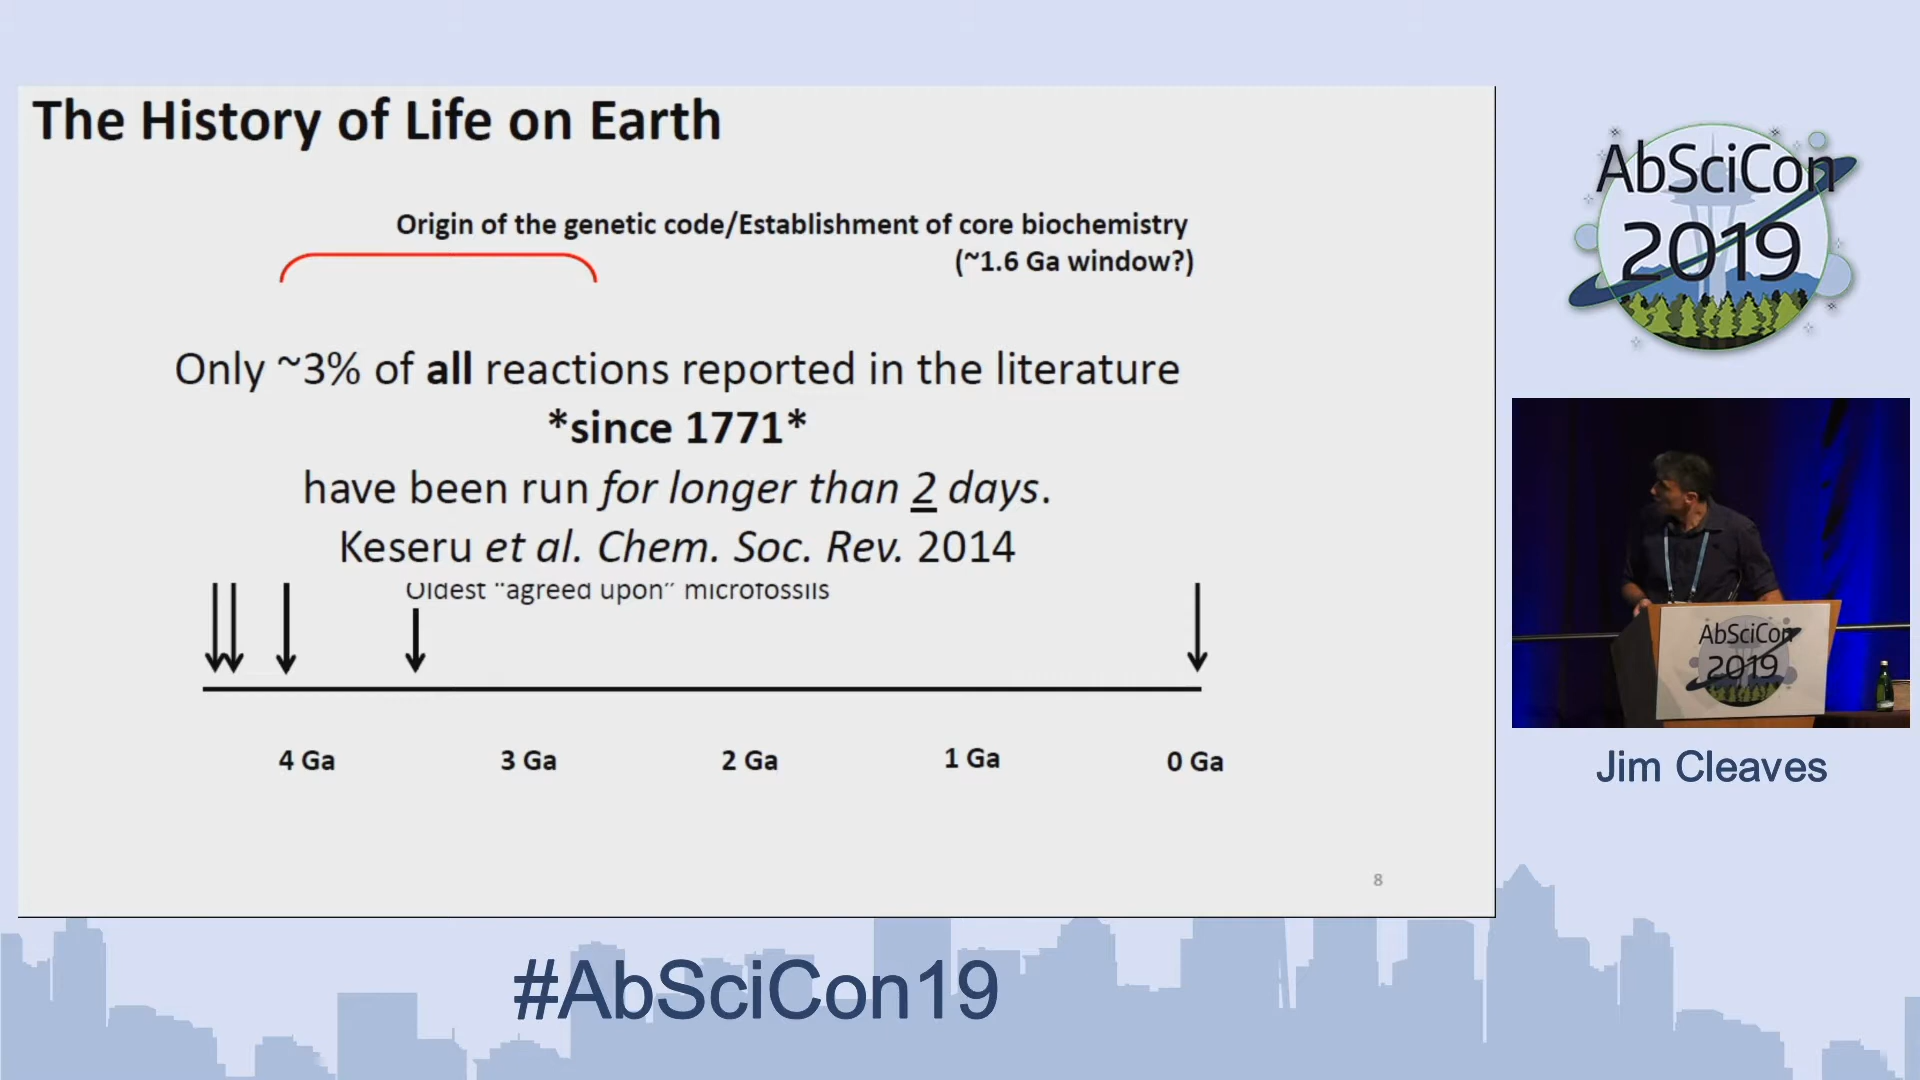 The History of Life on Earth
Origin of the genetic code/Establishment of core biochemistry
(~1.6 Ga window?)
Only ~3% of all reactions reported in the literature
*since 1771*
have been run for longer than 2 days.
Keseru et al. Chem. Soc. Rev. 2014
Oldest "agreed upon" microfossils
4 Ga
3 Ga
2 Ga
1 Ga
0 Ga
8
AbSciCon
2019
AbSciCon
2019
Jim Cleaves
#AbSciCon19